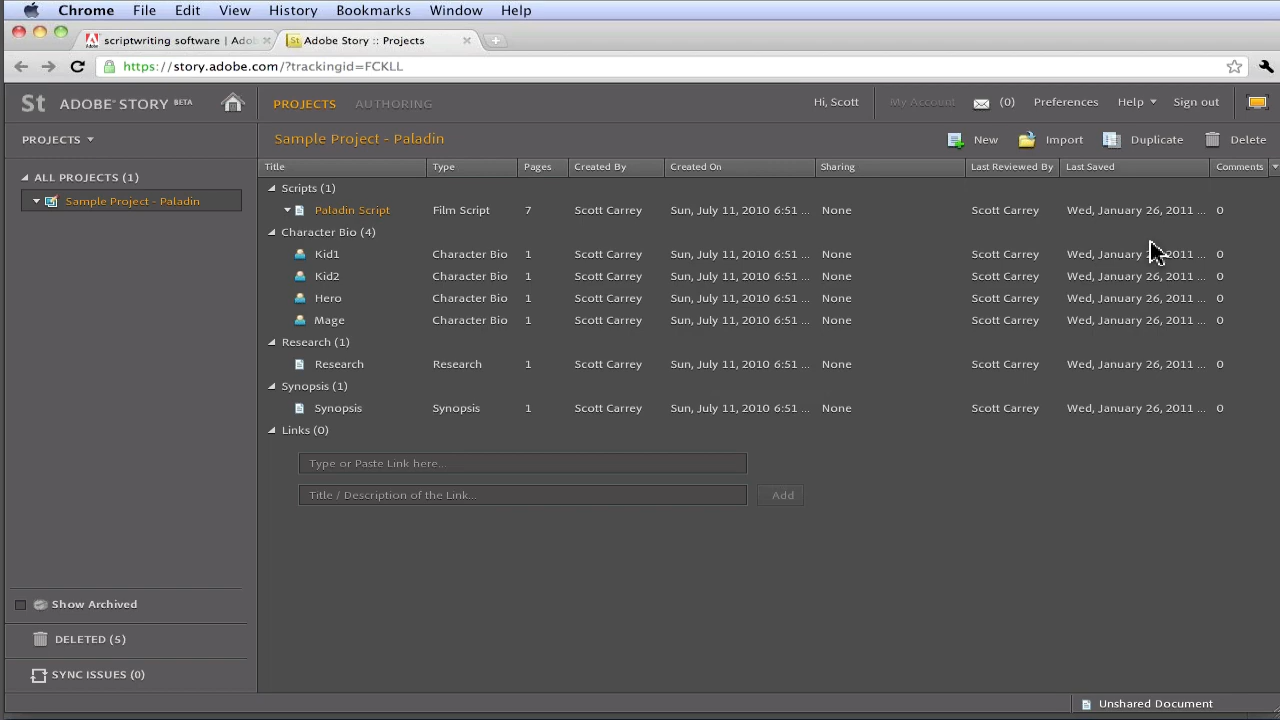 Chrome File Edit View History Bookmarks Window Help
scriptwriting software | Ado Adobe Story :: Projects
https://story.adobe.com/?trackingid=FCKLL
St ADOBE® STORY BETA PROJECTS AUTHORING Hi, Scott My Account (0) Preferences Help Sign out
PROJECTS Sample Project - Paladin New Import Duplicate Delete
Title Type Pages Created By Created On Sharing Last Reviewed By Last Saved Comments
ALL PROJECTS (1)
Sample Project - Paladin
Scripts (1)
Paladin Script Film Script 7 Scott Carrey Sun, July 11, 2010 6:51 ... None Scott Carrey Wed, January 26, 2011 ... 0
Character Bio (4)
Kid1 Character Bio 1 Scott Carrey Sun, July 11, 2010 6:51 ... None Scott Carrey Wed, January 26, 2011 ... 0
Kid2 Character Bio 1 Scott Carrey Sun, July 11, 2010 6:51 ... None Scott Carrey Wed, January 26, 2011 ... 0
Hero Character Bio 1 Scott Carrey Sun, July 11, 2010 6:51 ... None Scott Carrey Wed, January 26, 2011 ... 0
Mage Character Bio 1 Scott Carrey Sun, July 11, 2010 6:51 ... None Scott Carrey Wed, January 26, 2011 ... 0
Research (1)
Research Research 1 Scott Carrey Sun, July 11, 2010 6:51 ... None Scott Carrey Wed, January 26, 2011 ... 0
Synopsis (1)
Synopsis Synopsis 1 Scott Carrey Sun, July 11, 2010 6:51 ... None Scott Carrey Wed, January 26, 2011 ... 0
Links (0)
Type or Paste Link here...
Title / Description of the Link... Add
Show Archived
DELETED (5)
SYNC ISSUES (0)
Unshared Document